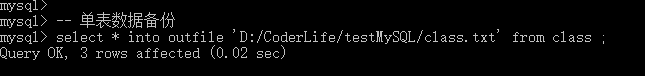 mysql>
mysql> -- 单表数据备份
mysql> select * into outfile 'D:/CoderLife/testMySQL/class.txt' from class ;
Query OK, 3 rows affected (0.02 sec)